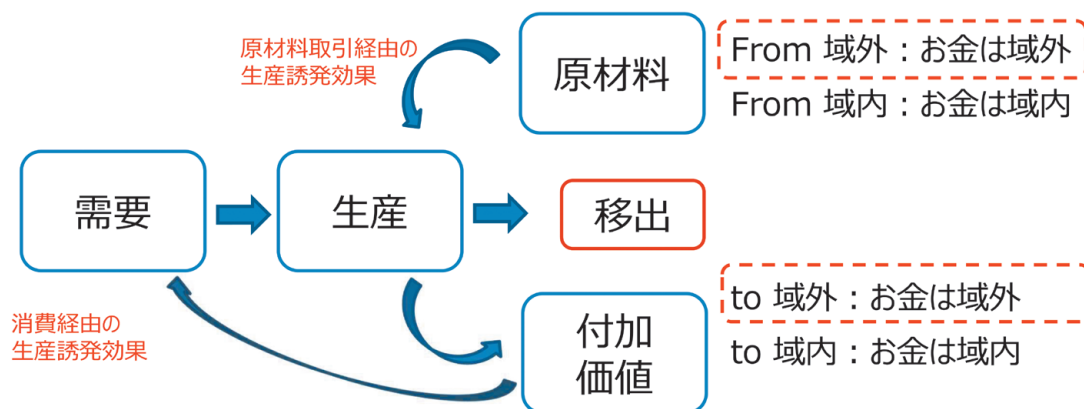 原材料取引経由の
生産誘発効果
原材料
From 域外：お金は域外
From 域内：お金は域内
需要
生産
移出
消費経由の
生産誘発効果
付加
価値
to 域外：お金は域外
to 域内：お金は域内